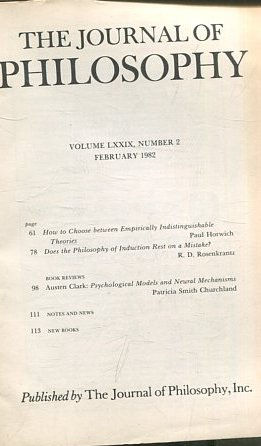 THE JOURNAL OF
PHILOSOPHY
VOLUME LXXIX, NUMBER 2
FEBRUARY 1982
page
61 How to Choose between Empirically Indistinguishable
Theories Paul Horwich
78 Does the Philosophy of Induction Rest on a Mistake?
R. D. Rosenkrantz
BOOK REVIEWS
98 Austen Clark: Psychological Models and Neural Mechanisms
Patricia Smith Churchland
111 NOTES AND NEWS
113 NEW BOOKS
Published by The Journal of Philosophy, Inc.